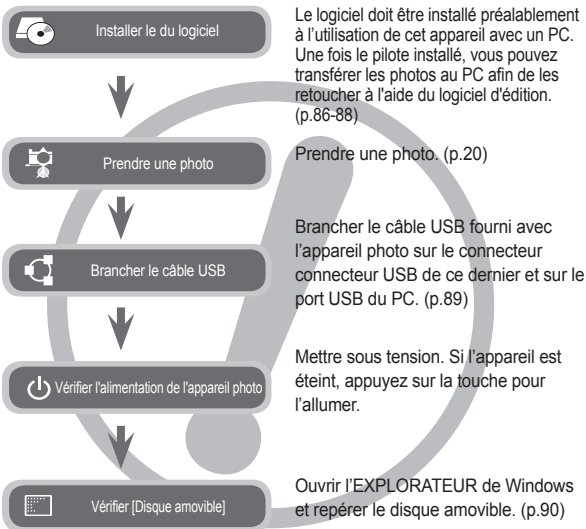 Installer le du logiciel
Le logiciel doit être installé préalablement
à l'utilisation de cet appareil avec un PC.
Une fois le pilote installé, vous pouvez
transférer les photos au PC afin de les
retoucher à l'aide du logiciel d'édition.
(p.86-88)
Prendre une photo
Prendre une photo. (p.20)
Brancher le câble USB
Brancher le câble USB fourni avec
l'appareil photo sur le connecteur
connecteur USB de ce dernier et sur le
port USB du PC. (p.89)
Vérifier l'alimentation de l'appareil photo
Mettre sous tension. Si l'appareil est
éteint, appuyez sur la touche pour
l'allumer.
Vérifier [Disque amovible]
Ouvrir l'EXPLORATEUR de Windows
et repérer le disque amovible. (p.90)